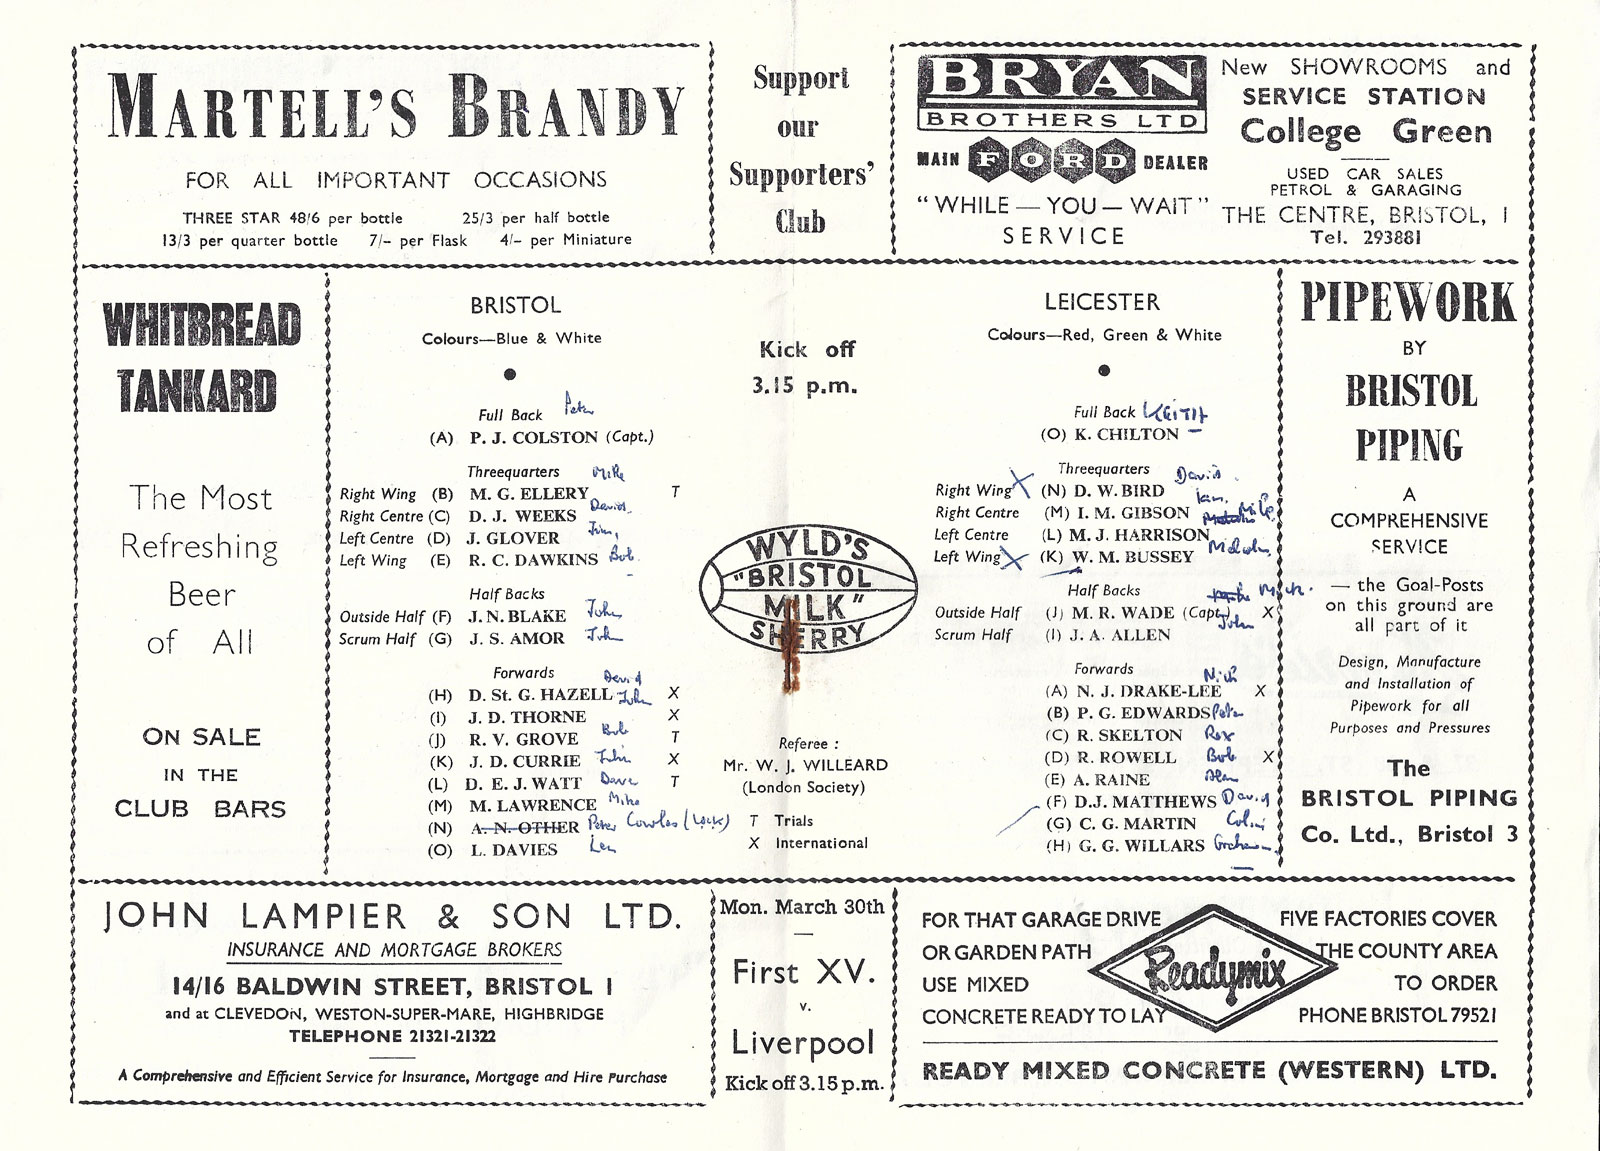 MARTELL'S BRANDY
FOR ALL IMPORTANT OCCASIONS
THREE STAR 48/6 per bottle 25/3 per half bottle
13/3 per quarter bottle 7/- per Flask 4/- per Miniature
Support
our
Supporters'
Club
BRYAN
BROTHERS LTD
MAIN FORD DEALER
"WHILE—YOU—WAIT"
SERVICE
New SHOWROOMS and
SERVICE STATION
College Green
USED CAR SALES
PETROL & GARAGING
THE CENTRE, BRISTOL, 1
Tel. 293881
WHITBREAD
TANKARD
The Most
Refreshing
Beer
of All
ON SALE
IN THE
CLUB BARS
BRISTOL
Colours—Blue & White
Full Back Peter
(A) P. J. COLSTON (Capt.)
Threequarters Mike
Right Wing (B) M. G. ELLERY T
Right Centre (C) D. J. WEEKS David
Left Centre (D) J. GLOVER John
Left Wing (E) R. C. DAWKINS Bob
Half Backs
Outside Half (F) J. N. BLAKE John
Scrum Half (G) J. S. AMOR John
Forwards David
(H) D. St. G. HAZELL John X
(I) J. D. THORNE X
(J) R. V. GROVE Bob T
(K) J. D. CURRIE John X
(L) D. E. J. WATT Dave T
(M) M. LAWRENCE Mike
(N) A. N. OTHER Peter Cowles (Lock)
(O) L. DAVIES Len
Kick off
3.15 p.m.
WYLD'S
"BRISTOL
MILK"
SHERRY
Referee :
Mr. W. J. WILLEARD
(London Society)
T Trials
X International
LEICESTER
Colours—Red, Green & White
Full Back KEITH
(O) K. CHILTON
Threequarters David
Right Wing X (N) D. W. BIRD Ian
Right Centre (M) I. M. GIBSON Mike
Left Centre (L) M. J. HARRISON
Left Wing X (K) W. M. BUSSEY Malcolm
Half Backs Mick
Outside Half (J) M. R. WADE (Capt.) X
John
Scrum Half (I) J. A. ALLEN
Forwards Nick
(A) N. J. DRAKE-LEE X
(B) P. G. EDWARDS Peter
(C) R. SKELTON Rex
(D) R. ROWELL Bob X
(E) A. RAINE Alan
(F) D.J. MATTHEWS David
(G) C. G. MARTIN Colin
(H) G. G. WILLARS Graham
PIPEWORK
BY
BRISTOL
PIPING
A
COMPREHENSIVE
SERVICE
— the Goal-Posts
on this ground are
all part of it
Design, Manufacture
and Installation of
Pipework for all
Purposes and Pressures
The
BRISTOL PIPING
Co. Ltd., Bristol 3
JOHN LAMPIER & SON LTD.
INSURANCE AND MORTGAGE BROKERS
14/16 BALDWIN STREET, BRISTOL 1
and at CLEVEDON, WESTON-SUPER-MARE, HIGHBRIDGE
TELEPHONE 21321-21322
A Comprehensive and Efficient Service for Insurance, Mortgage and Hire Purchase
Mon. March 30th
First XV.
v.
Liverpool
Kick off 3.15 p.m.
FOR THAT GARAGE DRIVE
OR GARDEN PATH
USE MIXED
CONCRETE READY TO LAY
Readymix
FIVE FACTORIES COVER
THE COUNTY AREA
TO ORDER
PHONE BRISTOL 79521
READY MIXED CONCRETE (WESTERN) LTD.